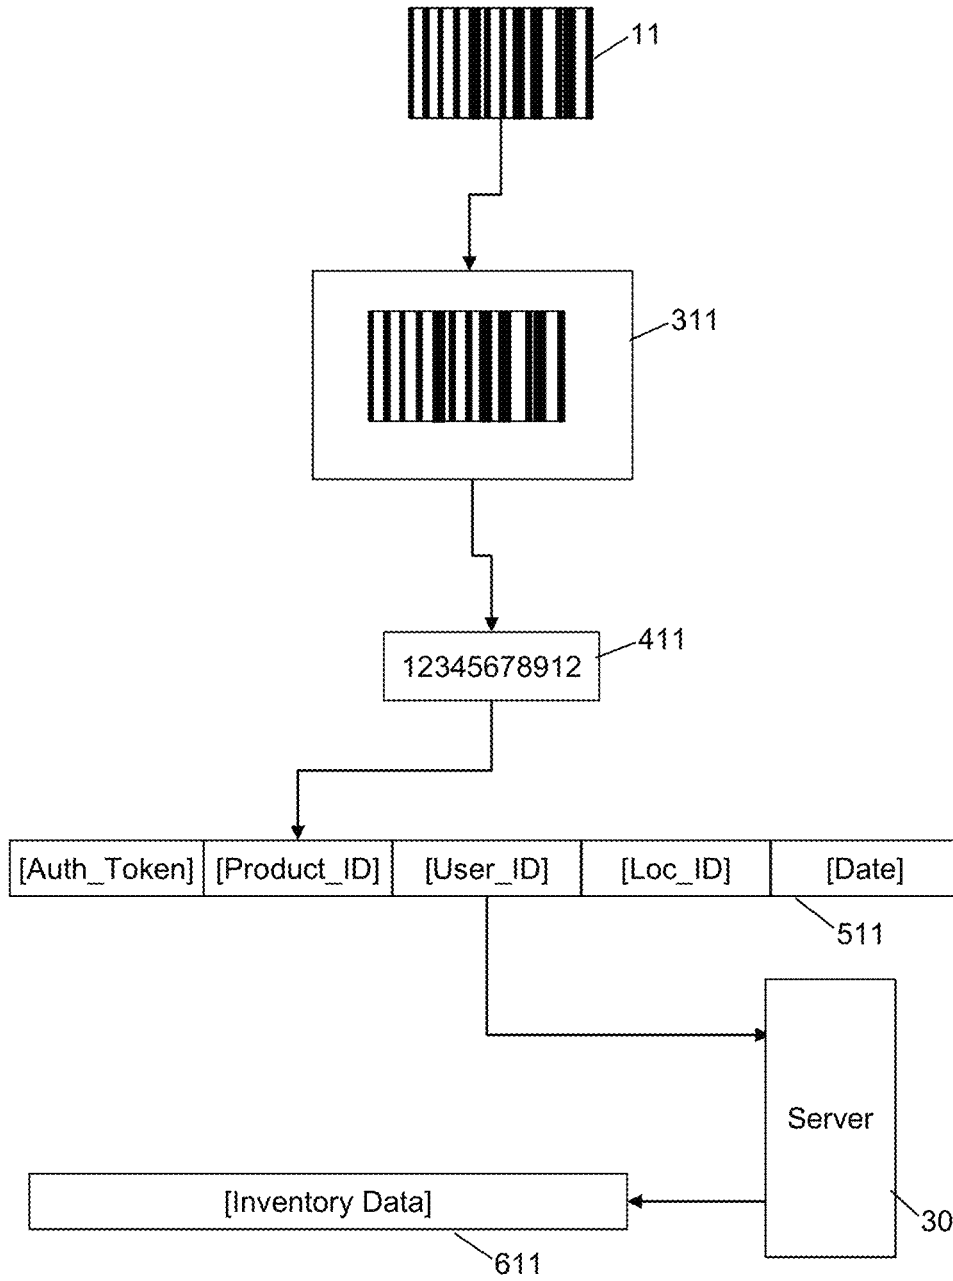 11
311
411
12345678912
[Auth_Token] [Product_ID] [User_ID] [Loc_ID] [Date]
511
Server
[Inventory Data]
30
611